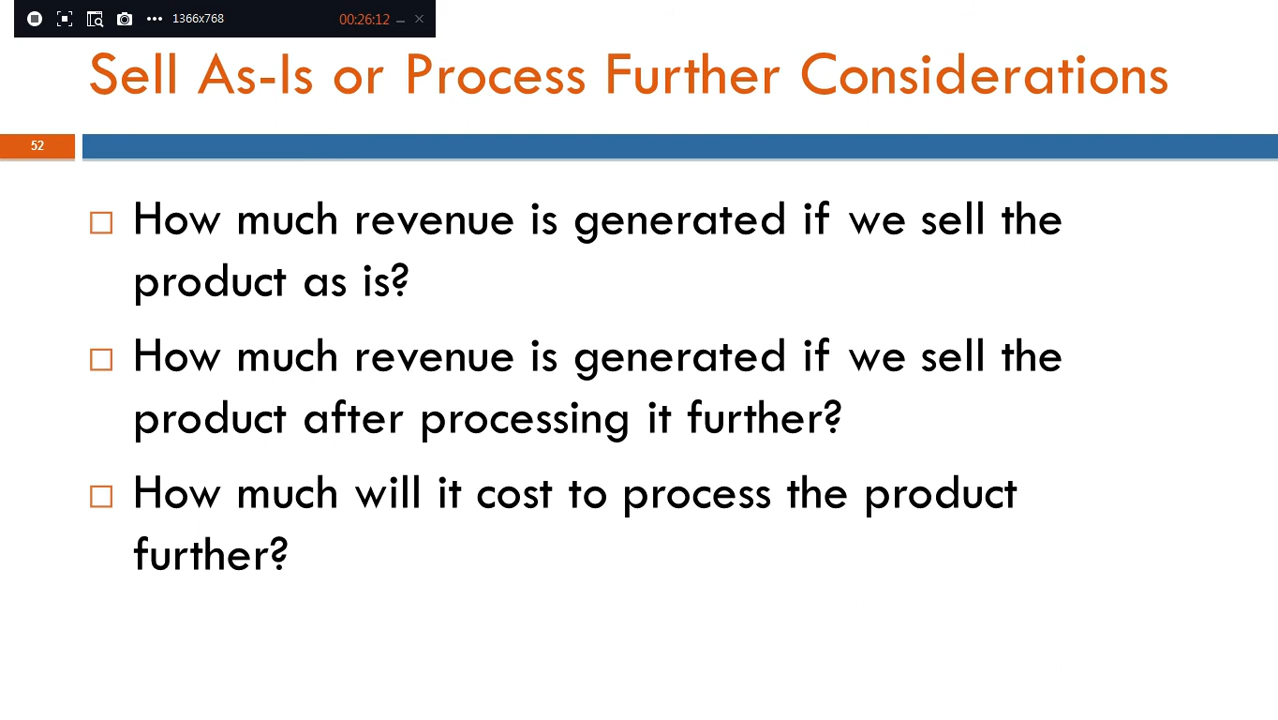 1366x768
00:26:12
Sell As-Is or Process Further Considerations
52
How much revenue is generated if we sell the
product as is?
How much revenue is generated if we sell the
product after processing it further?
How much will it cost to process the product
further?